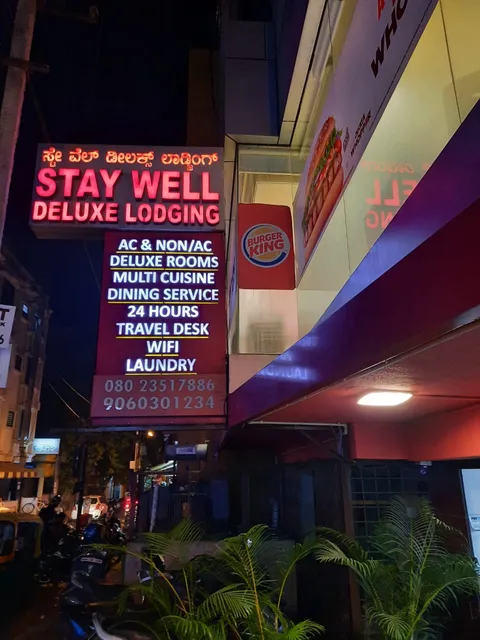 ಸ್ಟೇ ವೆಲ್ ಡೀಲಕ್ಸ್ ಲಾಡ್ಜಿಂಗ್
STAY WELL
DELUXE LODGING
AC & NON/AC
DELUXE ROOMS
MULTI CUISINE
DINING SERVICE
24 HOURS
TRAVEL DESK
WIFI
LAUNDRY
080 23517886
9060301234
BURGER
KING
WHO